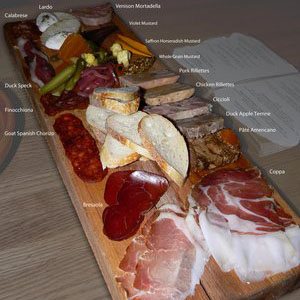 Lardo
Venison Mortadella
Calabrese
Violet Mustard
Saffron-Horseradish Mustard
Whole-Grain Mustard
Pork Rillettes
Duck Speck
Chicken Rillettes
Ciccioli
Finocchiona
Duck Apple Terrine
Goat Spanish Chorizo
Pâté Americano
Coppa
Bresaola